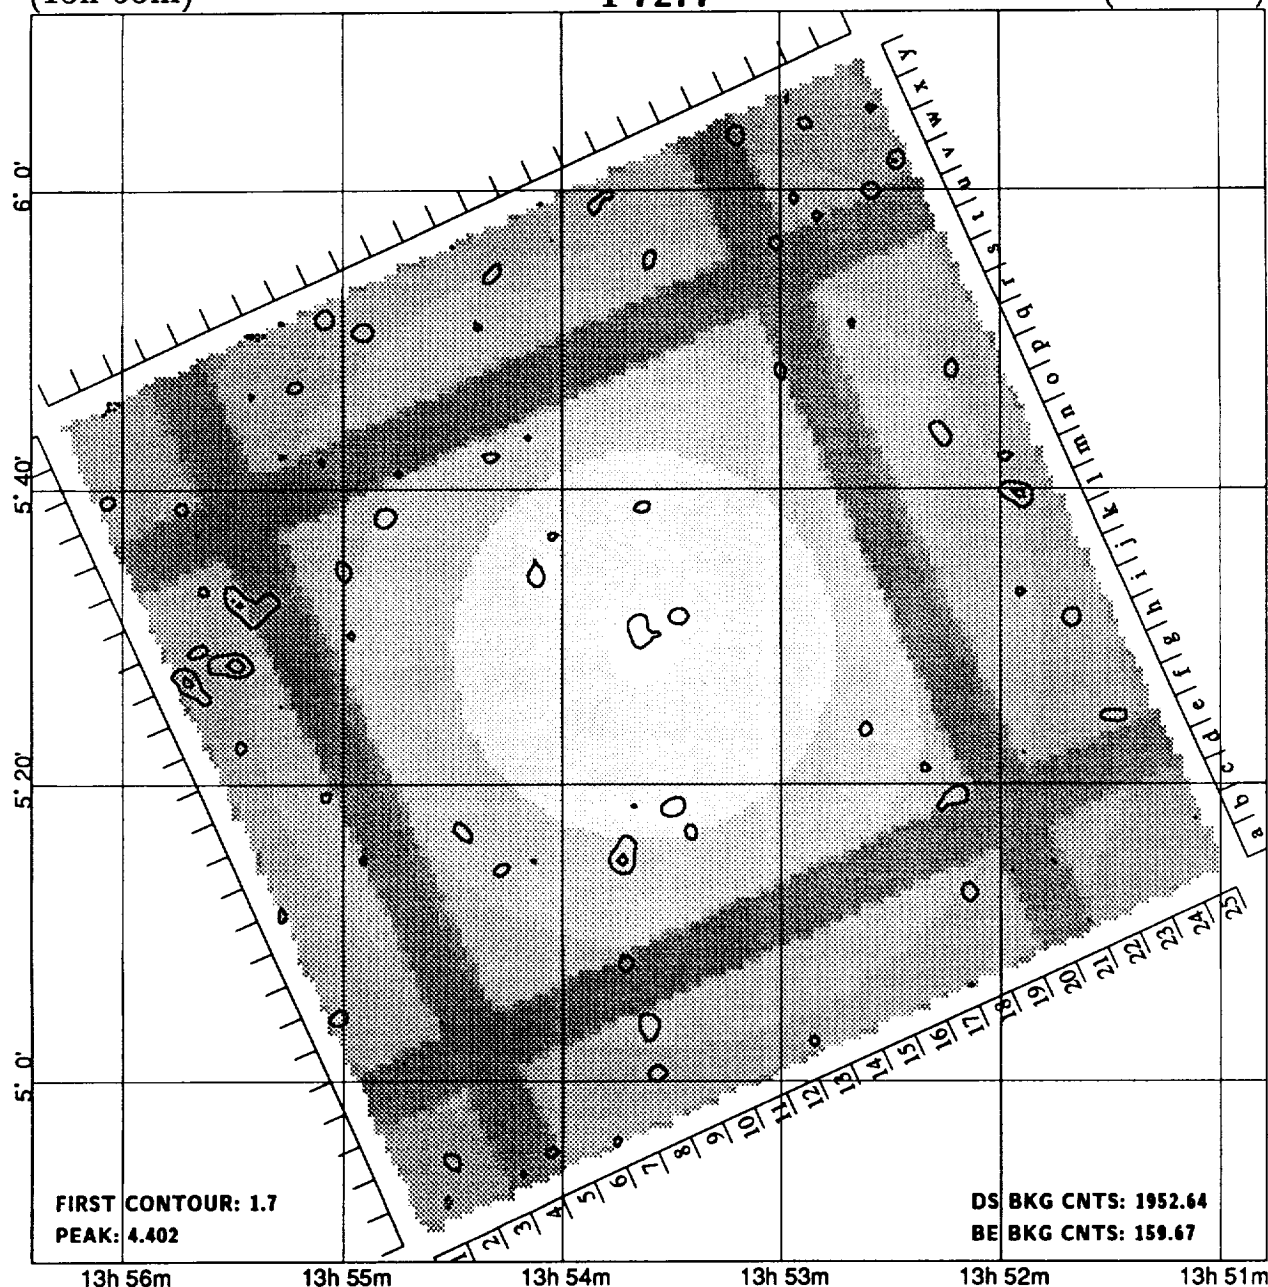 6° 0'
5° 40'
5° 20'
5° 0'
y
x
w
v
u
t
s
r
q
p
o
n
m
l
k
j
i
h
g
f
e
d
c
b
a
1
2
3
4
5
6
7
8
9
10
11
12
13
14
15
16
17
18
19
20
21
22
23
24
25
FIRST CONTOUR: 1.7
PEAK: 4.402
DS BKG CNTS: 1952.64
BE BKG CNTS: 159.67
13h 56m 13h 55m 13h 54m 13h 53m 13h 52m 13h 51m